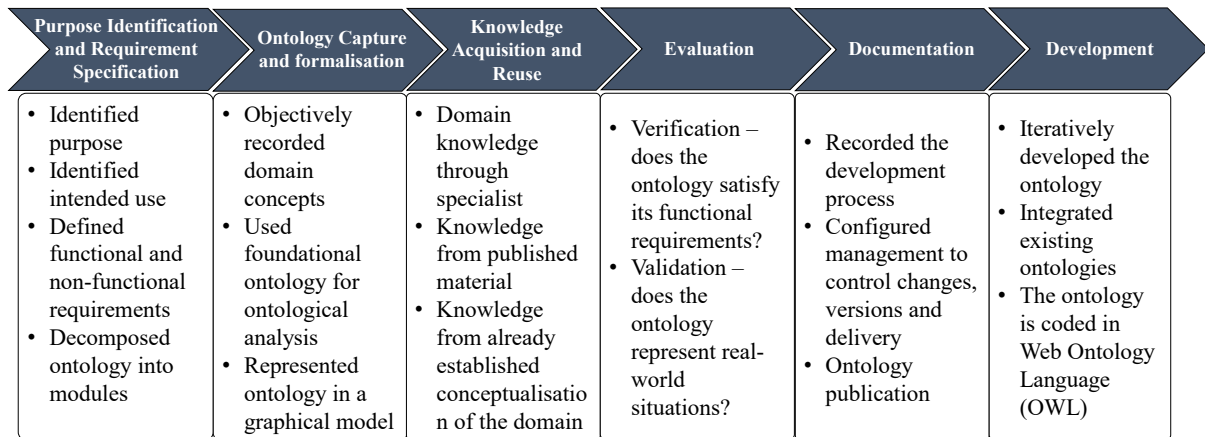 Purpose Identification
and Requirement
Specification
Ontology Capture
and formalisation
Knowledge
Acquisition and
Reuse
Evaluation
Documentation
Development
• Identified
purpose
• Identified
intended use
• Defined
functional and
non-functional
requirements
• Decomposed
ontology into
modules
• Objectively
recorded
domain
concepts
• Used
foundational
ontology for
ontological
analysis
• Represented
ontology in a
graphical model
• Domain
knowledge
through
specialist
• Knowledge
from published
material
• Knowledge
from already
established
conceptualisatio
n of the domain
• Verification –
does the
ontology satisfy
its functional
requirements?
• Validation –
does the
ontology
represent real-
world
situations?
• Recorded the
development
process
• Configured
management to
control changes,
versions and
delivery
• Ontology
publication
• Iteratively
developed the
ontology
• Integrated
existing
ontologies
• The ontology
is coded in
Web Ontology
Language
(OWL)